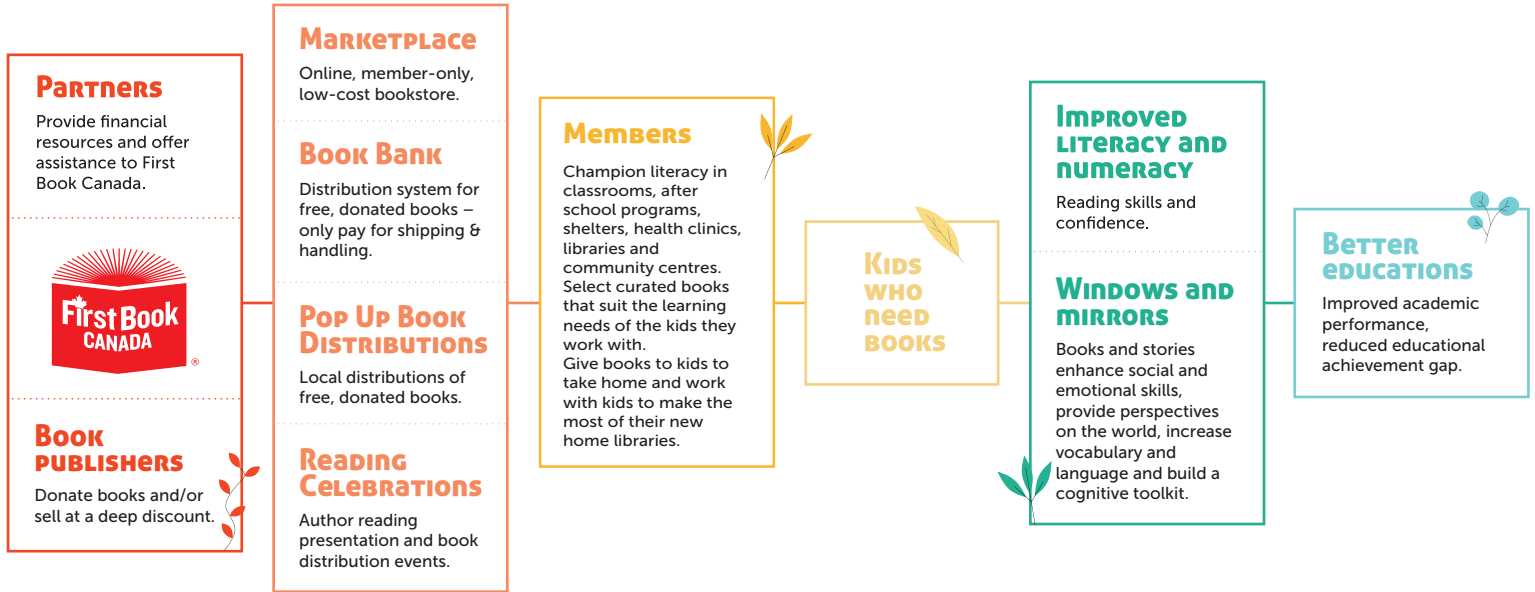 Partners
Provide financial
resources and offer
assistance to First
Book Canada.
First Book
CANADA
®
Book
publishers
Donate books and/or
sell at a deep discount.
Marketplace
Online, member-only,
low-cost bookstore.
Book Bank
Distribution system for
free, donated books –
only pay for shipping &
handling.
Pop Up Book
Distributions
Local distributions of
free, donated books.
Reading
Celebrations
Author reading
presentation and book
distribution events.
Members
Champion literacy in
classrooms, after
school programs,
shelters, health clinics,
libraries and
community centres.
Select curated books
that suit the learning
needs of the kids they
work with.
Give books to kids to
take home and work
with kids to make the
most of their new
home libraries.
Kids
who
need
books
Improved
literacy and
numeracy
Reading skills and
confidence.
Windows and
mirrors
Books and stories
enhance social and
emotional skills,
provide perspectives
on the world, increase
vocabulary and
language and build a
cognitive toolkit.
Better
educations
Improved academic
performance,
reduced educational
achievement gap.